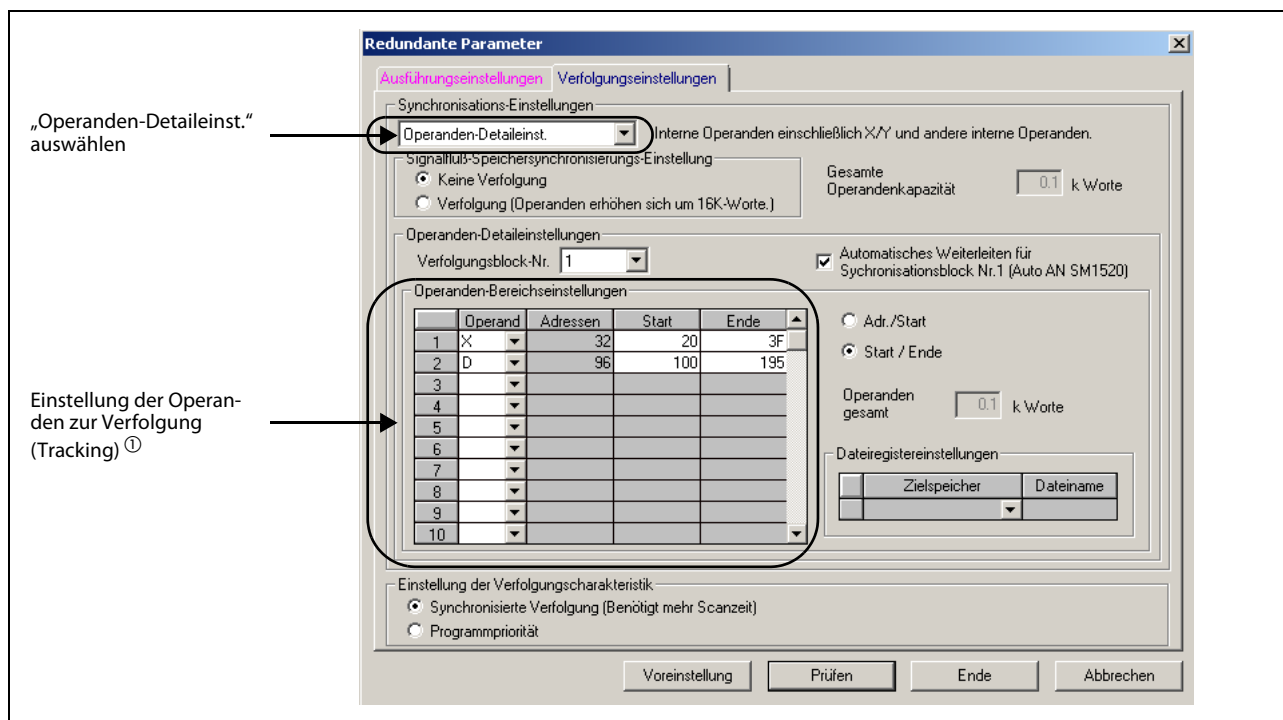 Redundante Parameter
Ausführungseinstellungen Verfolgungseinstellungen
Synchronisations-Einstellungen
„Operanden-Detaileinst.“
auswählen
Operanden-Detaileinst. Interne Operanden einschließlich X/Y und andere interne Operanden.
Signalfluß-Speichersynchronisierungs-Einstellung
Keine Verfolgung
Verfolgung (Operanden erhöhen sich um 16K-Worte.)
Gesamte
Operandenkapazität 0.1 k Worte
Operanden-Detaileinstellungen
Verfolgungsblock-Nr. 1
Automatisches Weiterleiten für
Sychronisationsblock Nr.1 (Auto AN SM1520)
Einstellung der Operan-
den zur Verfolgung
(Tracking) ①
Operanden-Bereichseinstellungen
Operand Adressen Start Ende
1 X 32 20 3F
2 D 96 100 195
3
4
5
6
7
8
9
10
Adr./Start
Start / Ende
Operanden
gesamt 0.1 k Worte
Dateiregistereinstellungen
Zielspeicher Dateiname
Einstellung der Verfolgungscharakteristik
Synchronisierte Verfolgung (Benötigt mehr Scanzeit)
Programmpriorität
Voreinstellung Prüfen Ende Abbrechen